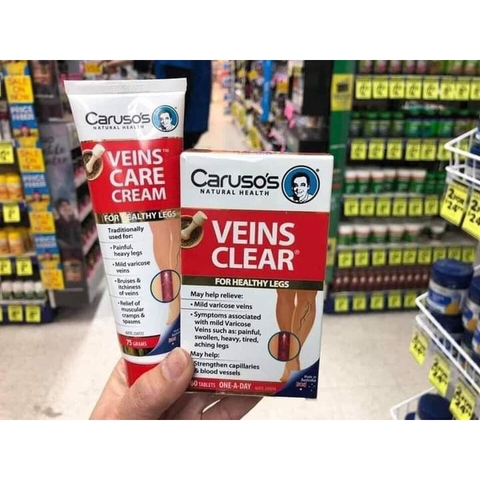 Caruso's
NATURAL HEALTH
VEINS™
CARE
CREAM
FOR HEALTHY LEGS
Traditionally
used for:
• Painful,
heavy legs
• Mild varicose
veins
• Bruises &
itchiness
of veins
• Relief of
muscular
cramps &
spasms
75 GRAMS
Caruso's
NATURAL HEALTH
VEINS
CLEAR®
FOR HEALTHY LEGS
May help relieve:
• Mild varicose veins
• Symptoms associated
with mild Varicose
Veins such as: painful,
swollen, heavy, tired,
aching legs
May help:
• Strengthen capillaries
& blood vessels
60 TABLETS ONE-A-DAY